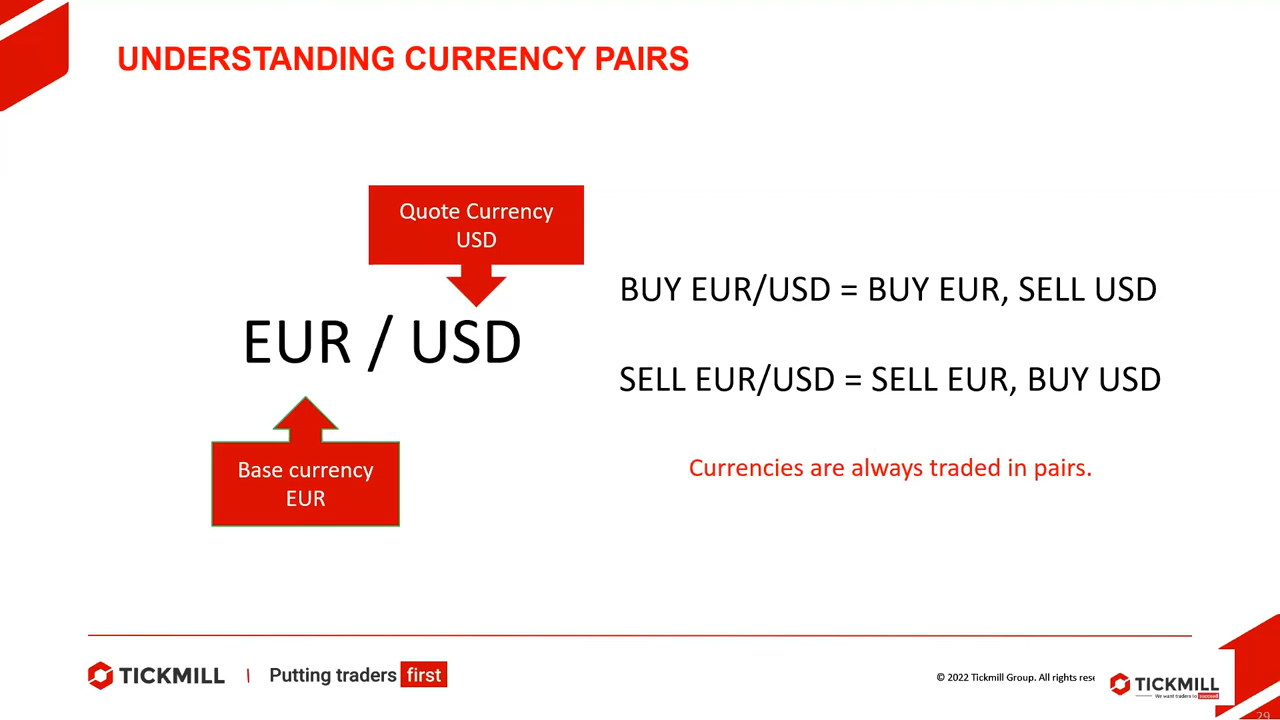 UNDERSTANDING CURRENCY PAIRS
Quote Currency
USD
EUR / USD
Base currency
EUR
BUY EUR/USD = BUY EUR, SELL USD
SELL EUR/USD = SELL EUR, BUY USD
Currencies are always traded in pairs.
TICKMILL | Putting traders first
© 2022 Tickmill Group. All rights rese
TICKMILL
We want traders to succeed
29